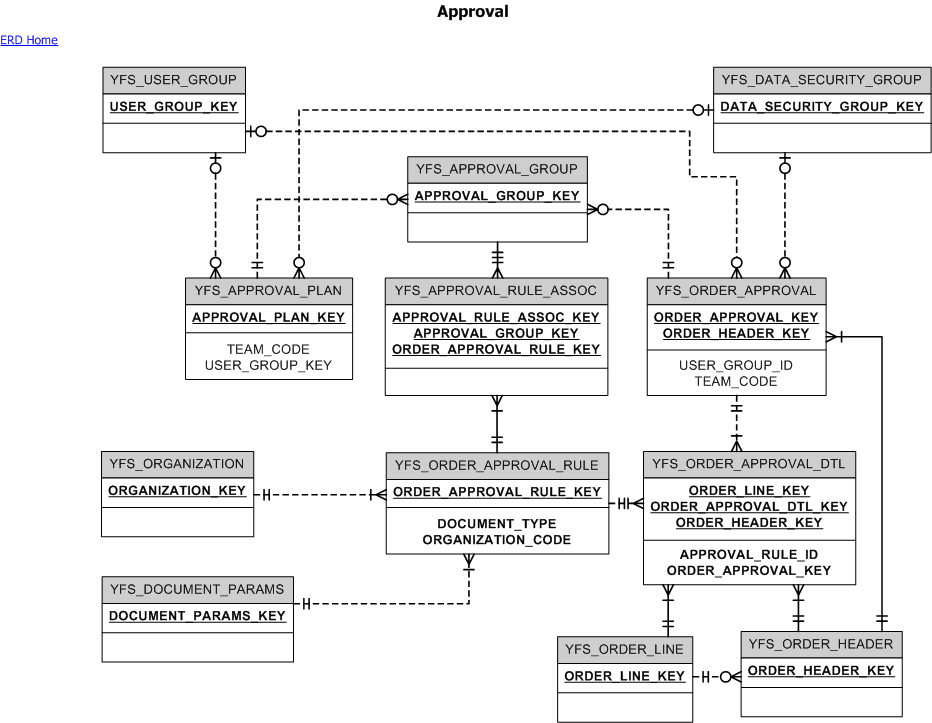 Approval
ERD Home
YFS_USER_GROUP
USER_GROUP_KEY
YFS_DATA_SECURITY_GROUP
DATA_SECURITY_GROUP_KEY
YFS_APPROVAL_GROUP
APPROVAL_GROUP_KEY
YFS_APPROVAL_PLAN
APPROVAL_PLAN_KEY
TEAM_CODE
USER_GROUP_KEY
YFS_APPROVAL_RULE_ASSOC
APPROVAL_RULE_ASSOC_KEY
APPROVAL_GROUP_KEY
ORDER_APPROVAL_RULE_KEY
YFS_ORDER_APPROVAL
ORDER_APPROVAL_KEY
ORDER_HEADER_KEY
USER_GROUP_ID
TEAM_CODE
YFS_ORGANIZATION
ORGANIZATION_KEY
YFS_ORDER_APPROVAL_RULE
ORDER_APPROVAL_RULE_KEY
DOCUMENT_TYPE
ORGANIZATION_CODE
YFS_ORDER_APPROVAL_DTL
ORDER_LINE_KEY
ORDER_APPROVAL_DTL_KEY
ORDER_HEADER_KEY
APPROVAL_RULE_ID
ORDER_APPROVAL_KEY
YFS_DOCUMENT_PARAMS
DOCUMENT_PARAMS_KEY
YFS_ORDER_LINE
ORDER_LINE_KEY
YFS_ORDER_HEADER
ORDER_HEADER_KEY